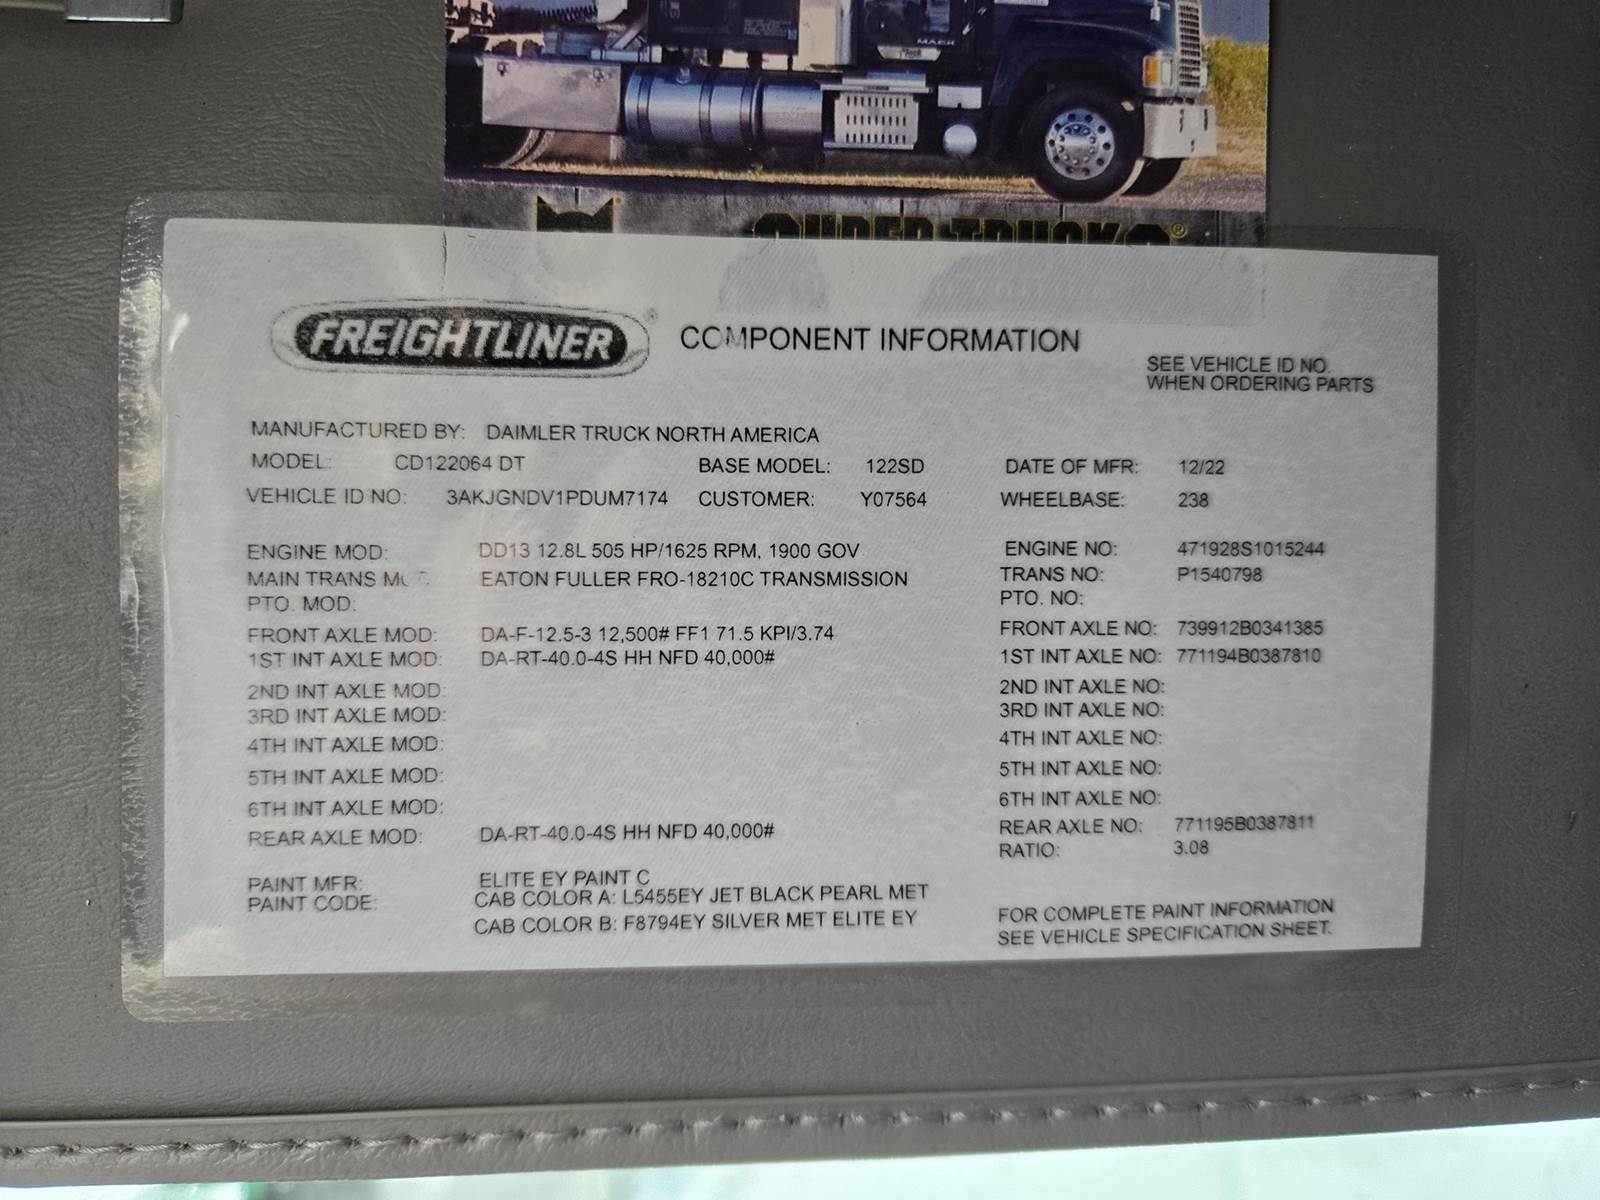 MACK
FREIGHTLINER
COMPONENT INFORMATION
SEE VEHICLE ID NO.
WHEN ORDERING PARTS
MANUFACTURED BY: DAIMLER TRUCK NORTH AMERICA
MODEL: CD122064 DT BASE MODEL: 122SD DATE OF MFR: 12/22
VEHICLE ID NO: 3AKJGNDV1PDUM7174 CUSTOMER: Y07564 WHEELBASE: 238
ENGINE MOD: DD13 12.8L 505 HP/1625 RPM, 1900 GOV ENGINE NO: 471928S1015244
MAIN TRANS EATON FULLER FRO-18210C TRANSMISSION TRANS NO: P1540798
PTO. MOD: PTO. NO:
FRONT AXLE MOD: DA-F-12.5-3 12,500# FF1 71.5 KPI/3.74 FRONT AXLE NO: 739912B0341385
1ST INT AXLE MOD: DA-RT-40.0-4S HH NFD 40,000# 1ST INT AXLE NO: 771194B0387810
2ND INT AXLE MOD: 2ND INT AXLE NO:
3RD INT AXLE MOD: 3RD INT AXLE NO:
4TH INT AXLE MOD: 4TH INT AXLE NO:
5TH INT AXLE MOD: 5TH INT AXLE NO:
6TH INT AXLE MOD: 6TH INT AXLE NO:
REAR AXLE MOD: DA-RT-40.0-4S HH NFD 40,000# REAR AXLE NO: 771195B0387811
RATIO: 3.08
PAINT MFR: ELITE EY PAINT C
PAINT CODE: CAB COLOR A: L5455EY JET BLACK PEARL MET
CAB COLOR B: F8794EY SILVER MET ELITE EY
FOR COMPLETE PAINT INFORMATION
SEE VEHICLE SPECIFICATION SHEET.